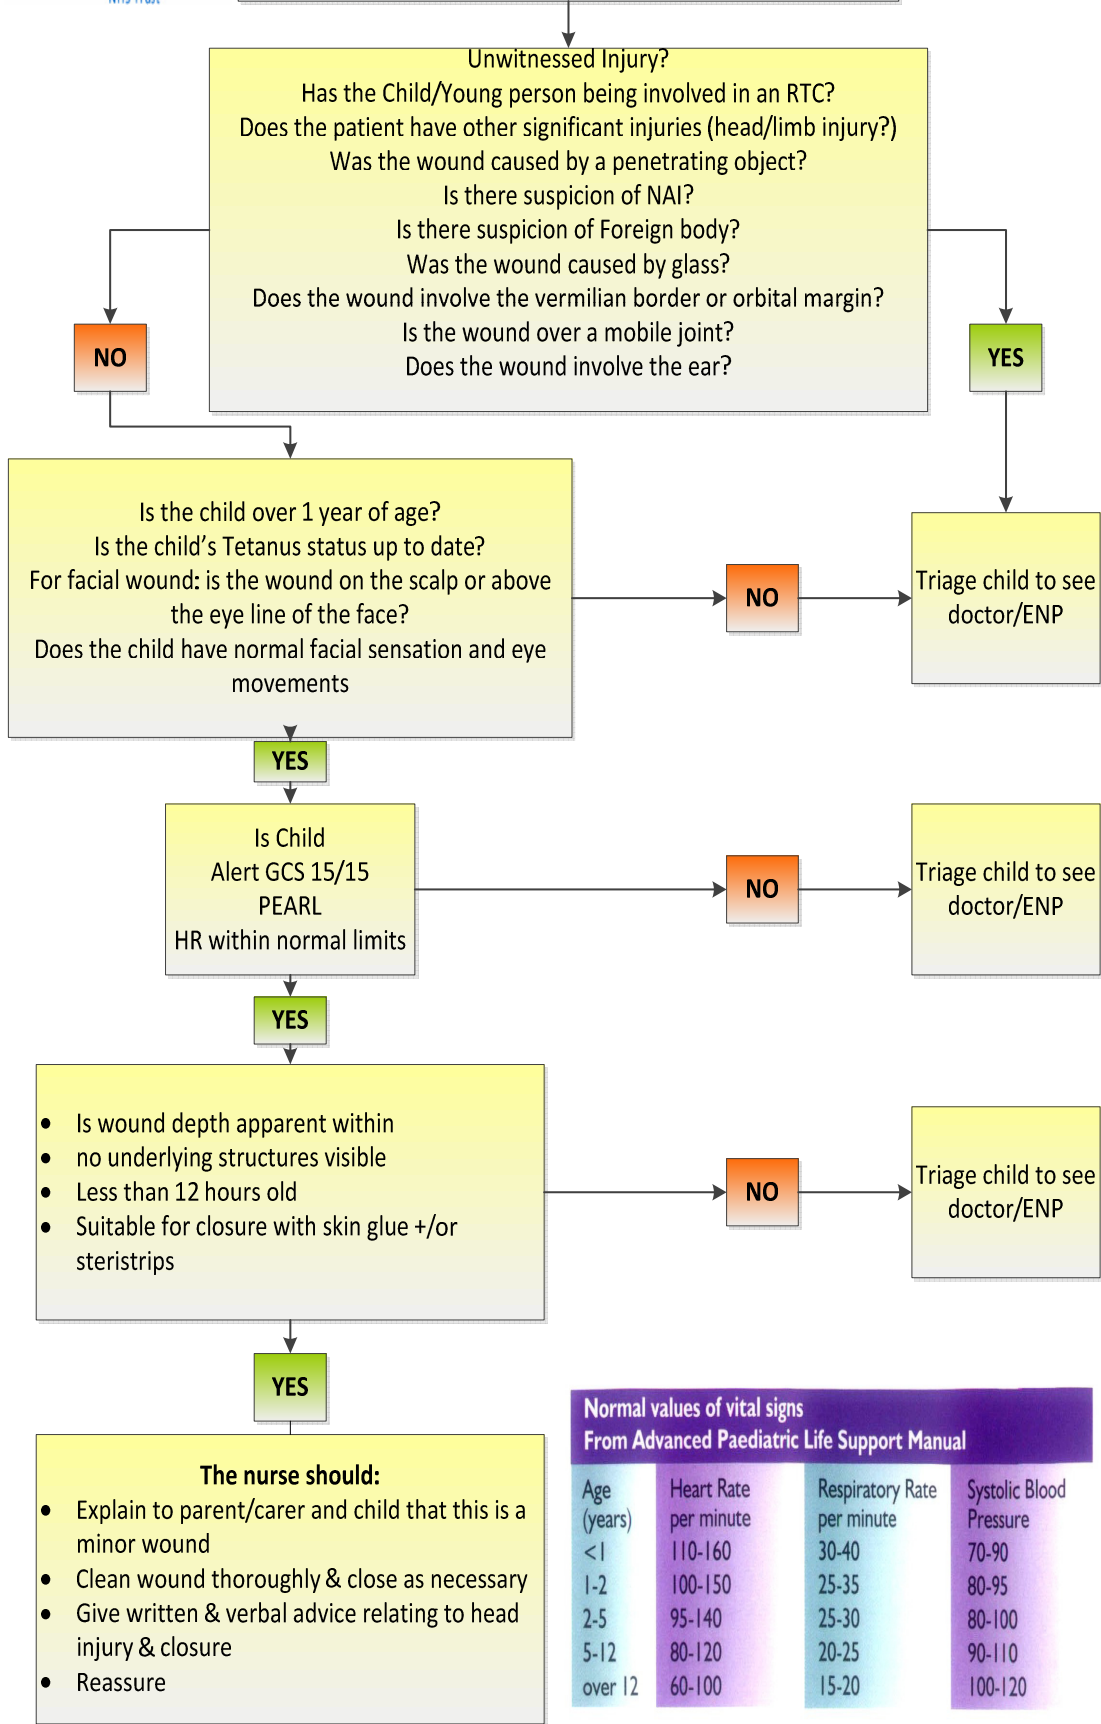 NHS Trust
Unwitnessed Injury?
Has the Child/Young person being involved in an RTC?
Does the patient have other significant injuries (head/limb injury?)
Was the wound caused by a penetrating object?
Is there suspicion of NAI?
Is there suspicion of Foreign body?
Was the wound caused by glass?
Does the wound involve the vermilian border or orbital margin?
Is the wound over a mobile joint?
Does the wound involve the ear?
NO
YES
Is the child over 1 year of age?
Is the child’s Tetanus status up to date?
For facial wound: is the wound on the scalp or above
the eye line of the face?
Does the child have normal facial sensation and eye
movements
NO
Triage child to see
doctor/ENP
YES
Is Child
Alert GCS 15/15
PEARL
HR within normal limits
NO
Triage child to see
doctor/ENP
YES
• Is wound depth apparent within
• no underlying structures visible
• Less than 12 hours old
• Suitable for closure with skin glue +/or
steristrips
NO
Triage child to see
doctor/ENP
YES
The nurse should:
• Explain to parent/carer and child that this is a
minor wound
• Clean wound thoroughly & close as necessary
• Give written & verbal advice relating to head
injury & closure
• Reassure
Normal values of vital signs
From Advanced Paediatric Life Support Manual
Age Heart Rate Respiratory Rate Systolic Blood
(years) per minute per minute Pressure
<1 110-160 30-40 70-90
1-2 100-150 25-35 80-95
2-5 95-140 25-30 80-100
5-12 80-120 20-25 90-110
over 12 60-100 15-20 100-120